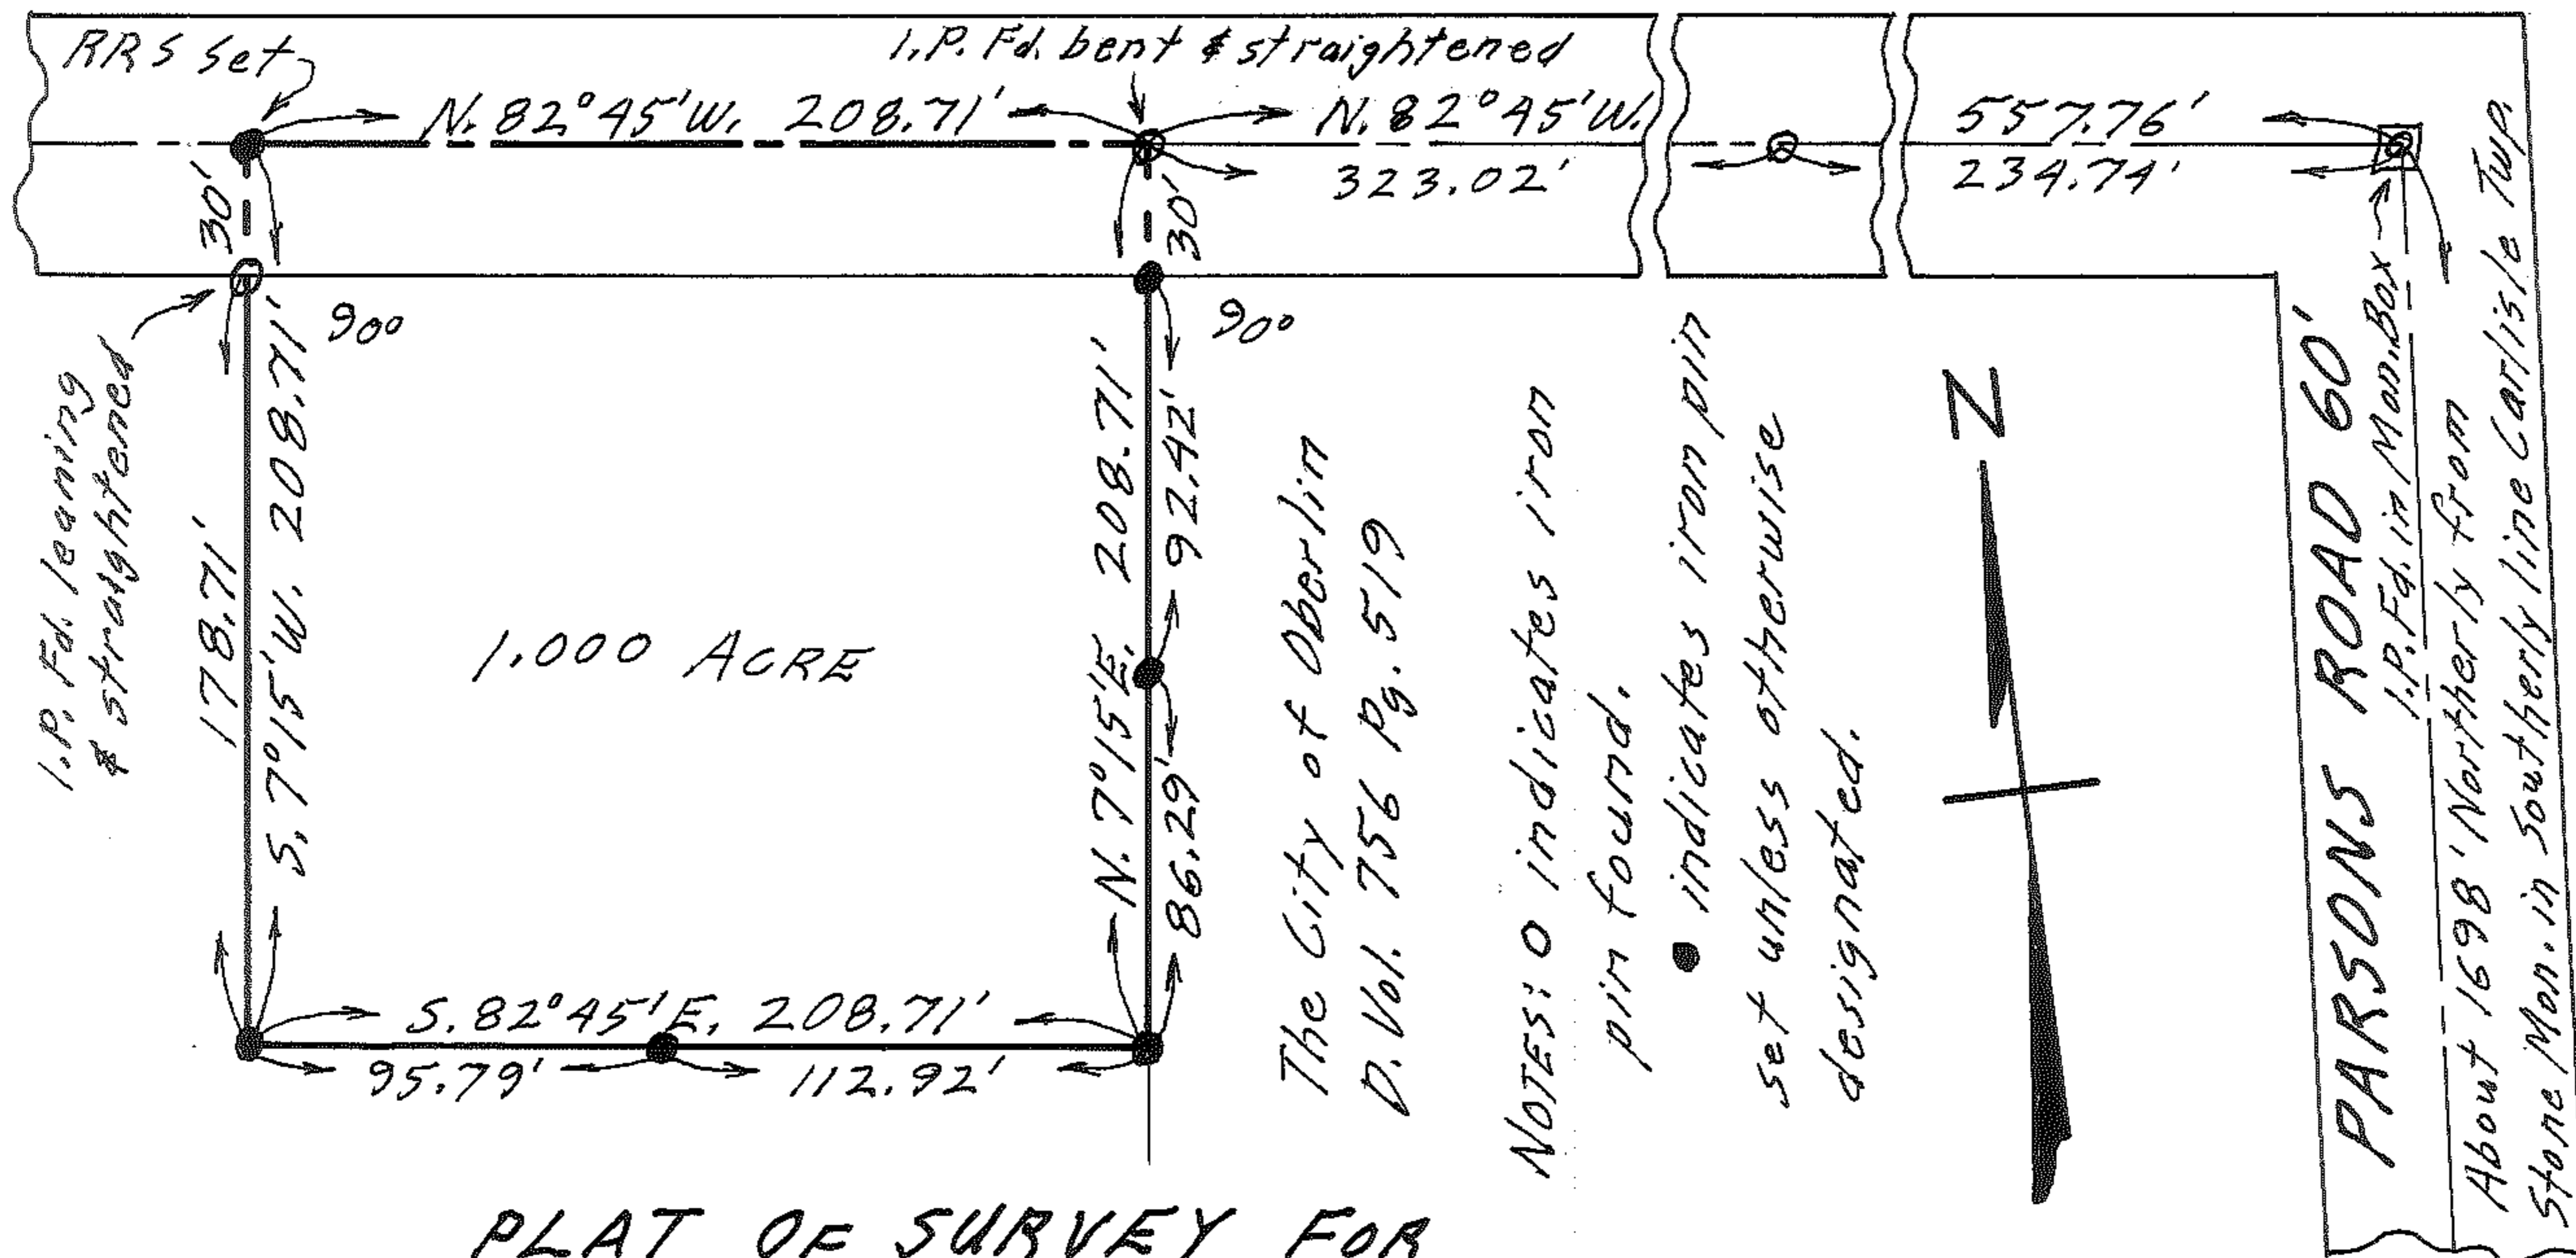 RRS Set
I.P. Fd. bent & straightened
N. 82°45'W. 208.71'
N. 82°45'W.
557.76'
323.02'
234.74'
30'
30'
90°
90°
I.P. Fd. leaning
& straightened
178.71'
S. 7°15'W. 208.71'
1.000 ACRE
N. 7°15'E. 208.71'
92.42'
86.29'
S. 82°45'E. 208.71'
95.79'
112.92'
The City of Oberlin
D. Vol. 756 Pg. 519
NOTES: O indicates iron
pin found.
● indicates iron pin
set unless otherwise
designated.
N
PARSONS ROAD 60'
I.P. Fd. in Mon. Box
About 1698' Northerly from
Stone Mon. in Southerly line Carlisle Twp.
PLAT OF SURVEY FOR